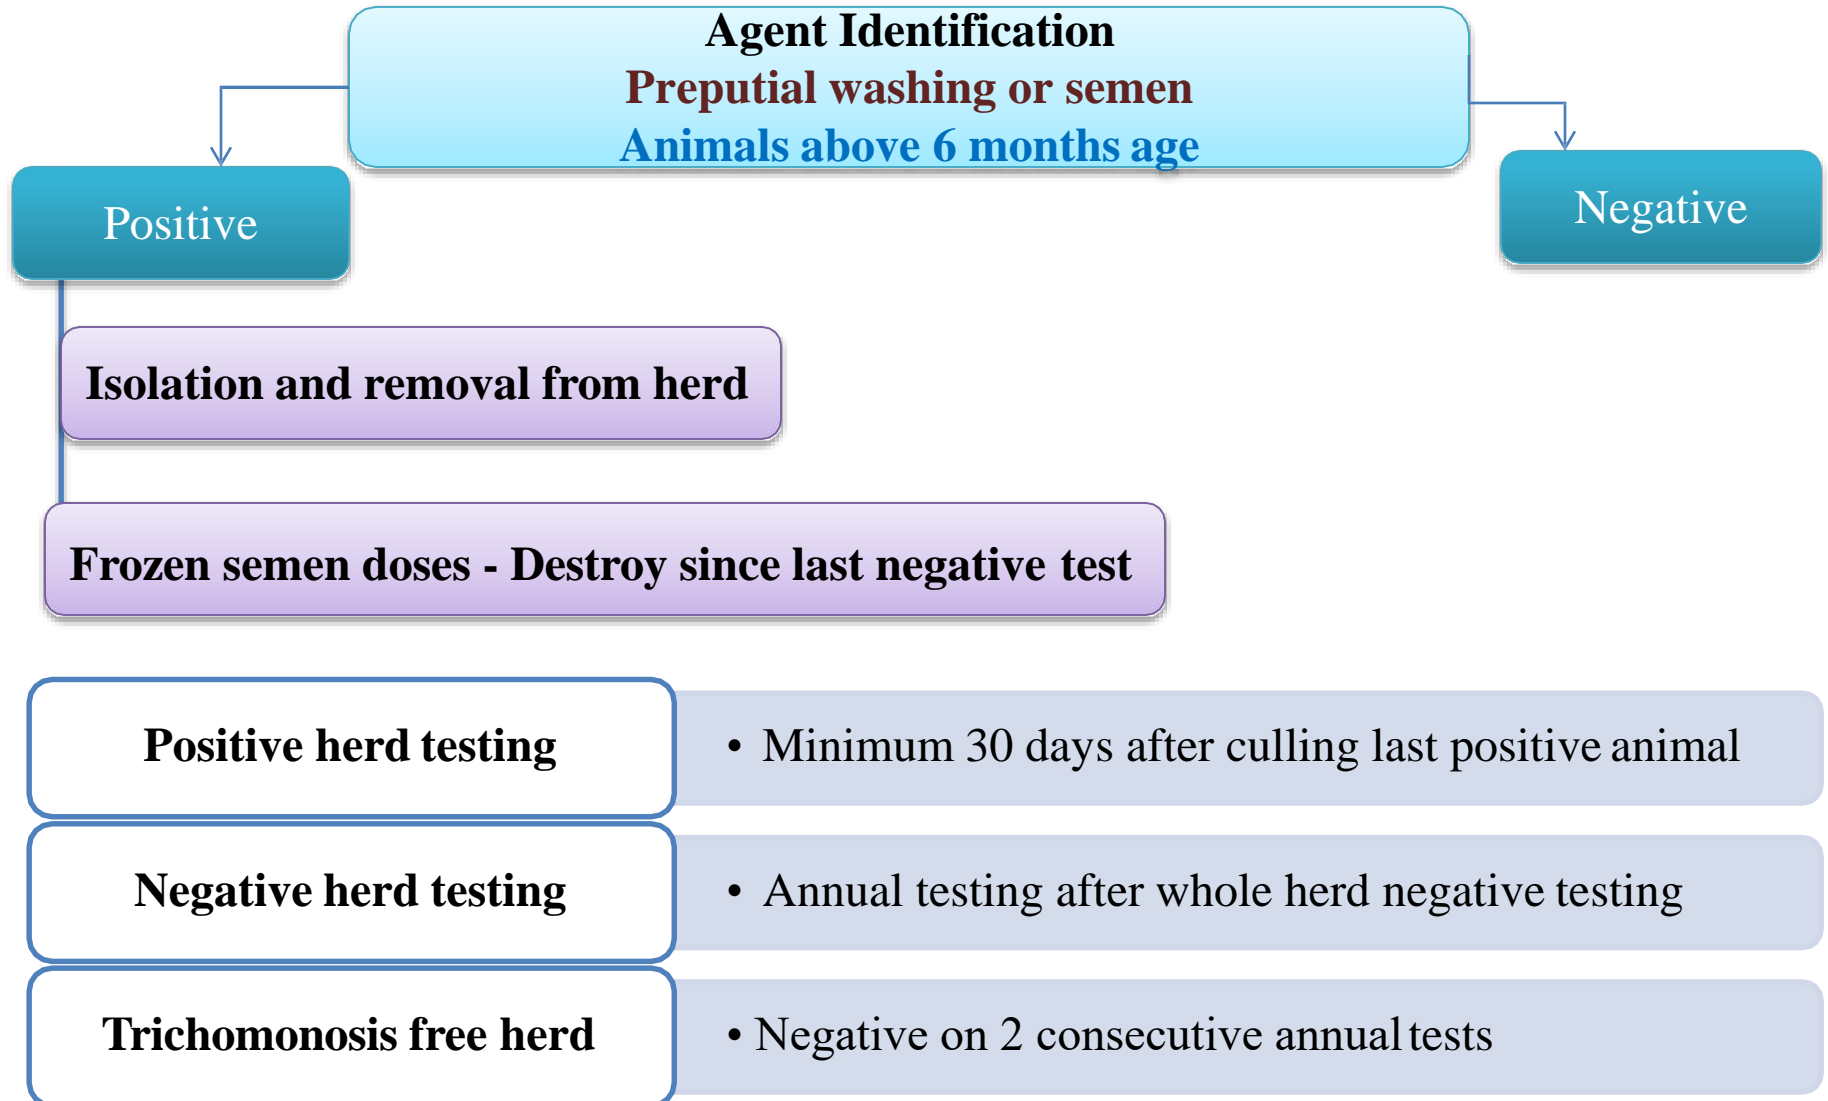 Agent Identification
Preputial washing or semen
Animals above 6 months age
Positive
Negative
Isolation and removal from herd
Frozen semen doses - Destroy since last negative test
Positive herd testing
• Minimum 30 days after culling last positive animal
Negative herd testing
• Annual testing after whole herd negative testing
Trichomonosis free herd
• Negative on 2 consecutive annual tests